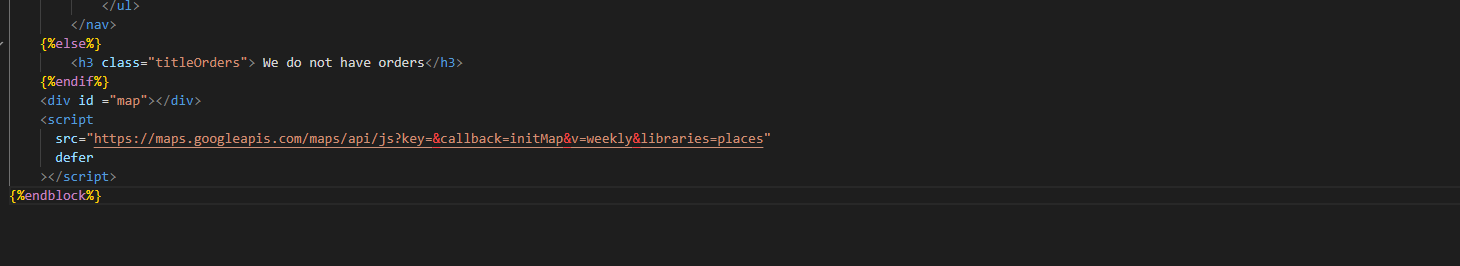 </ul>
</nav>
{%else%}
<h3 class="titleOrders"> We do not have orders</h3>
{%endif%}
<div id ="map"></div>
<script
src="https://maps.googleapis.com/maps/api/js?key=&callback=initMap&v=weekly&libraries=places"
defer
></script>
{%endblock%}